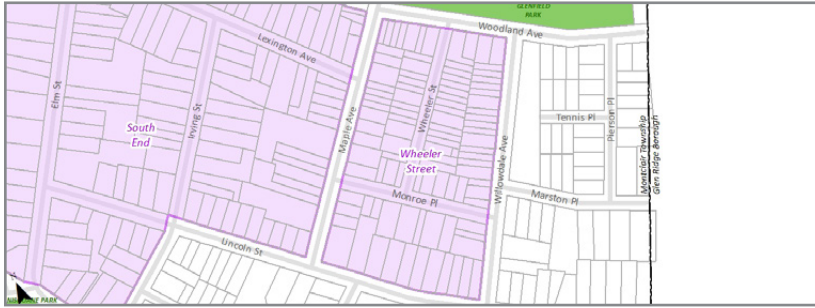 GLENFIELD
PARK
Woodland Ave
Lexington Ave
Elm St
Irving St
Maple Ave
Wheeler St
Tennis Pl
Pierson Pl
South
End
Wheeler
Street
Willowdale Ave
Montclair Township
Glen Ridge Borough
Monroe Pl
Marston Pl
Lincoln St
PARK